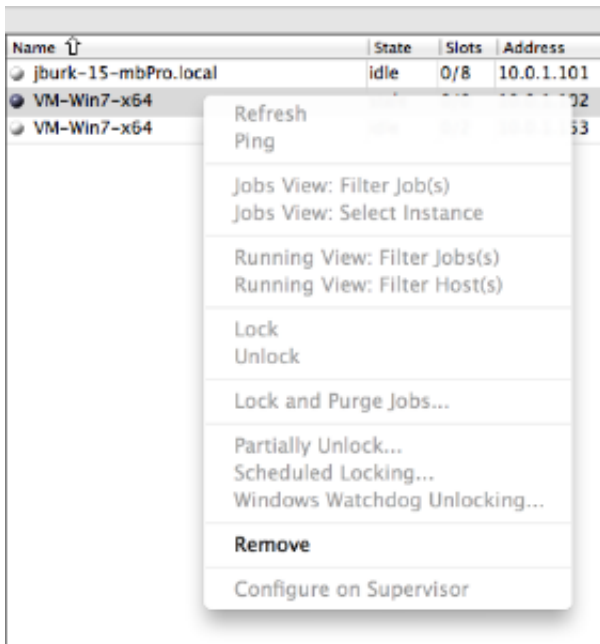 Name State Slots Address
jburk-15-mbPro.local idle 0/8 10.0.1.101
VM-Win7-x64
VM-Win7-x64
Refresh
Ping
Jobs View: Filter Job(s)
Jobs View: Select Instance
Running View: Filter Jobs(s)
Running View: Filter Host(s)
Lock
Unlock
Lock and Purge Jobs...
Partially Unlock...
Scheduled Locking...
Windows Watchdog Unlocking...
Remove
Configure on Supervisor